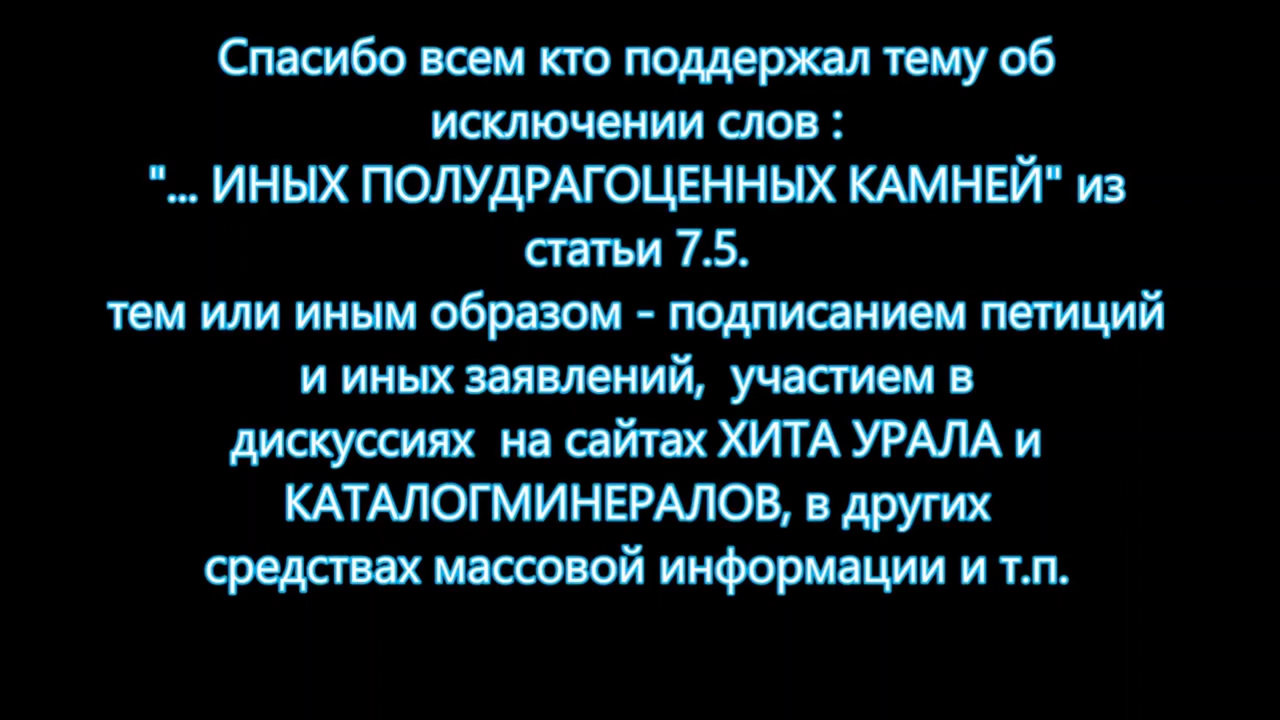 Спасибо всем кто поддержал тему об
исключении слов :
"... ИНЫХ ПОЛУДРАГОЦЕННЫХ КАМНЕЙ" из
статьи 7.5.
тем или иным образом - подписанием петиций
и иных заявлений,  участием в
дискуссиях  на сайтах ХИТА УРАЛА и
КАТАЛОГМИНЕРАЛОВ, в других
средствах массовой информации и т.п.